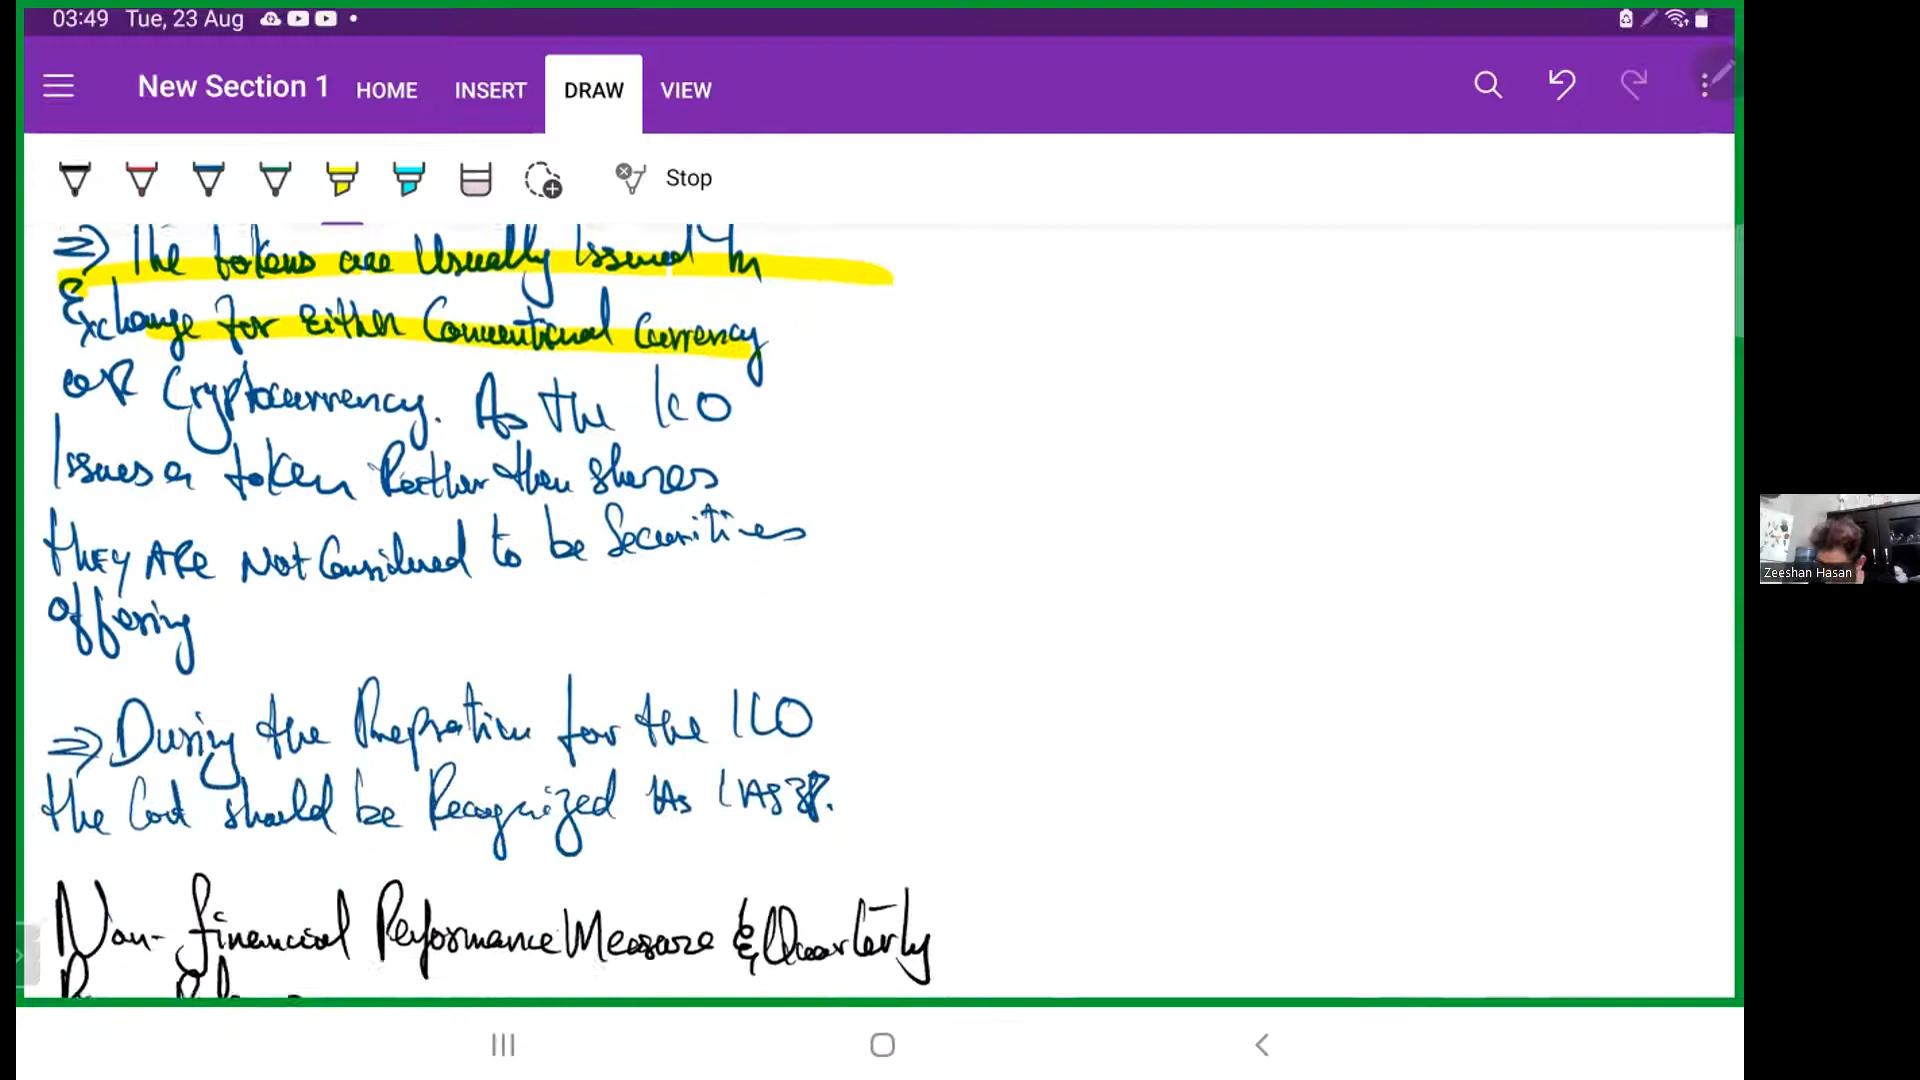 03:49 Tue, 23 Aug
New Section 1 HOME INSERT DRAW VIEW
Stop
=> The tokens are Usually Issued in
Exchange for Either Conventional Currency
or Cryptocurrency. As the ICO
Issues a token Rather than shares
they ARE Not Considered to be Securities
offering
=> During the Prepration for the ICO
the Cost should be Recognized As IAS
Non-financial Performance Measure & Quarterly
Zeeshan Hasan